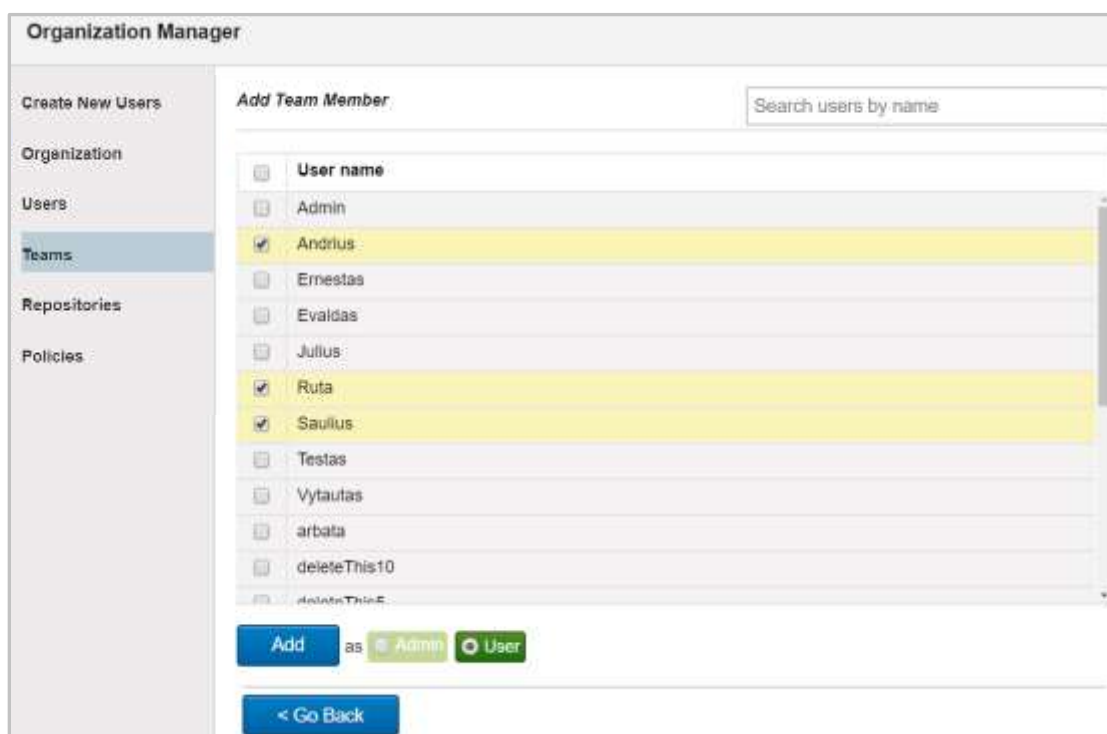 Organization Manager
Create New Users
Organization
Users
Teams
Repositories
Policies
Add Team Member
Search users by name
User name
Admin
Andrius
Ernestas
Evaldas
Julius
Ruta
Saulius
Testas
Vytautas
arbata
deleteThis10
deleteThis5
Add as Admin User
< Go Back